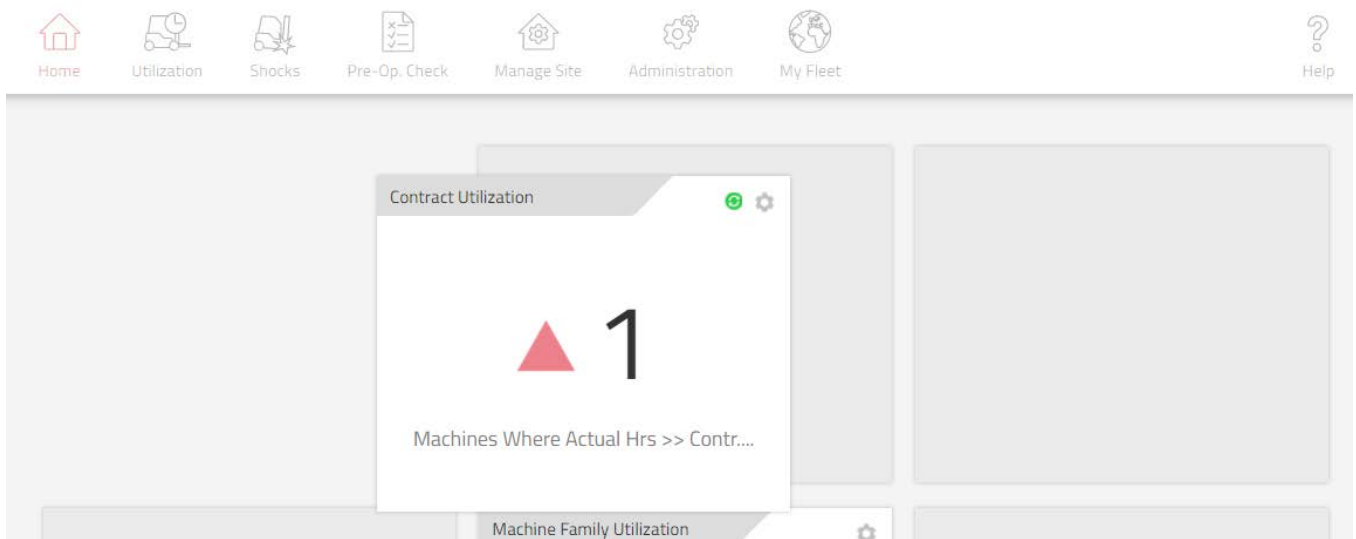 Home Utilization Shocks Pre-Op. Check Manage Site Administration My Fleet Help
Contract Utilization
1
Machines Where Actual Hrs >> Contr....
Machine Family Utilization